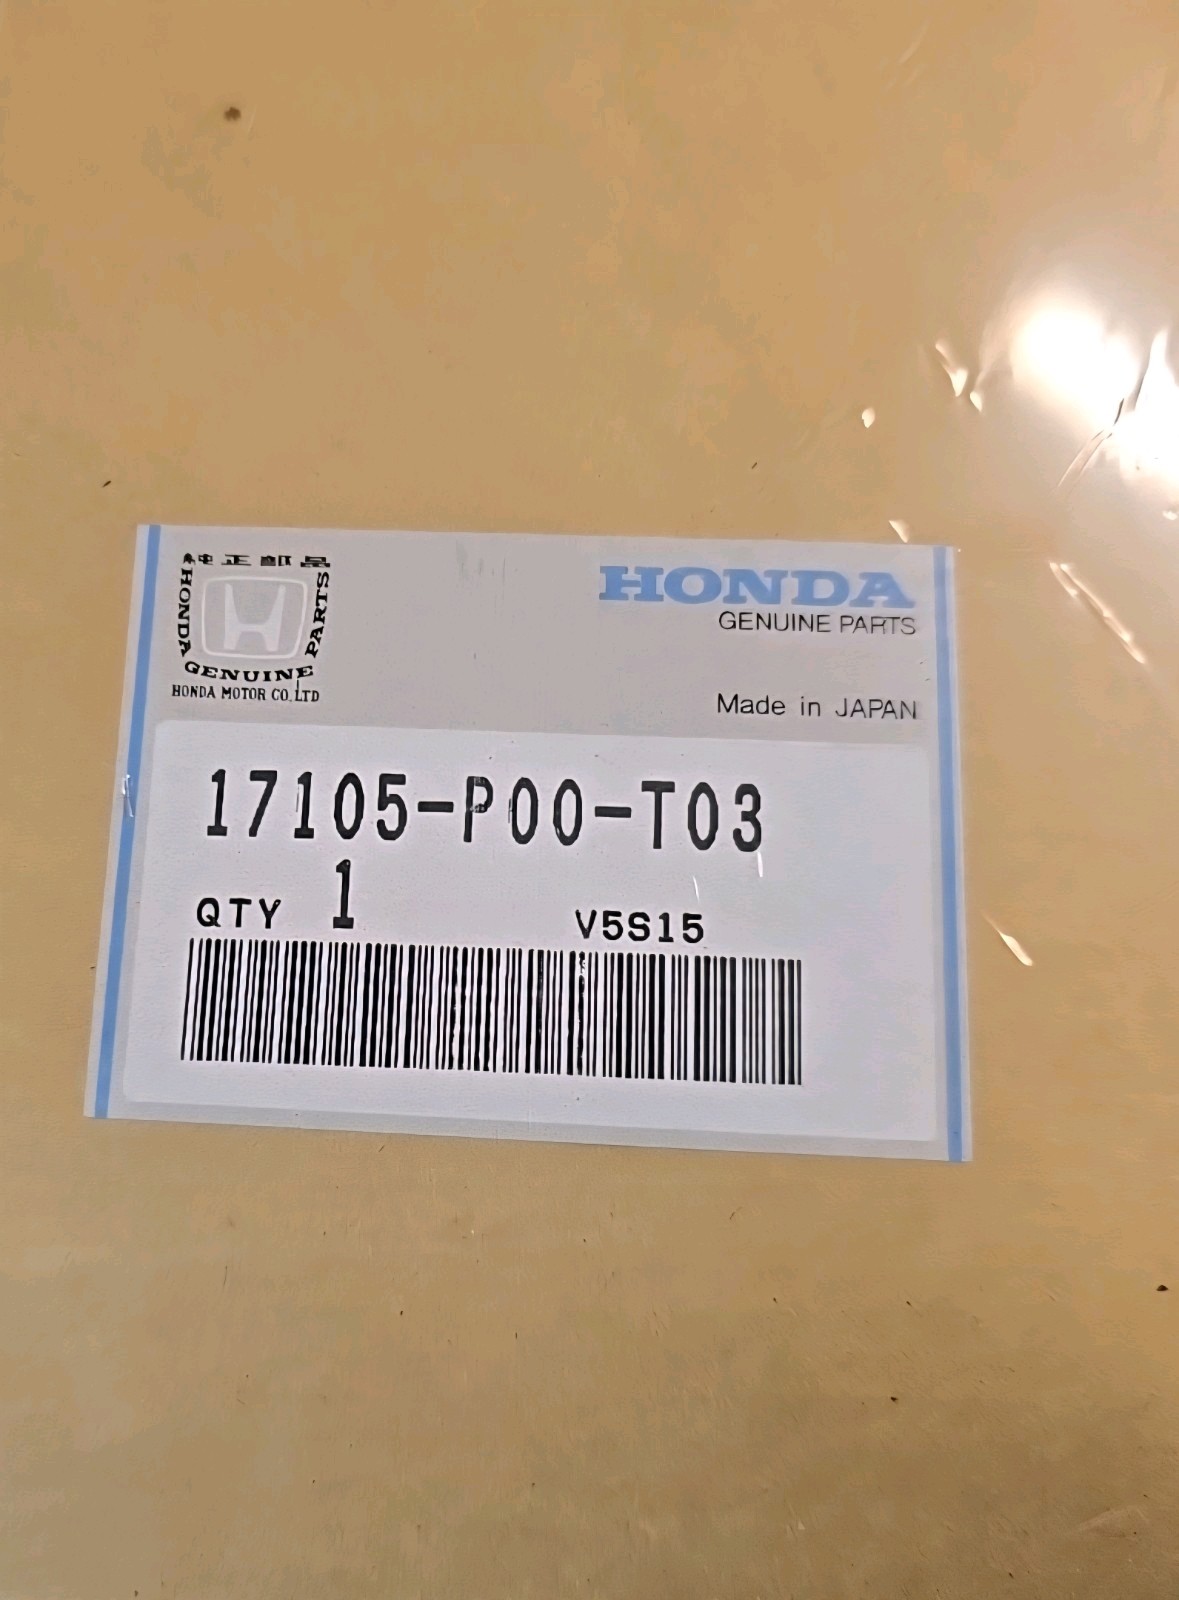 純正部品
HONDA GENUINE PARTS
HONDA MOTOR CO.LTD
HONDA
GENUINE PARTS
Made in JAPAN
17105-P00-T03
QTY 1 V5S15